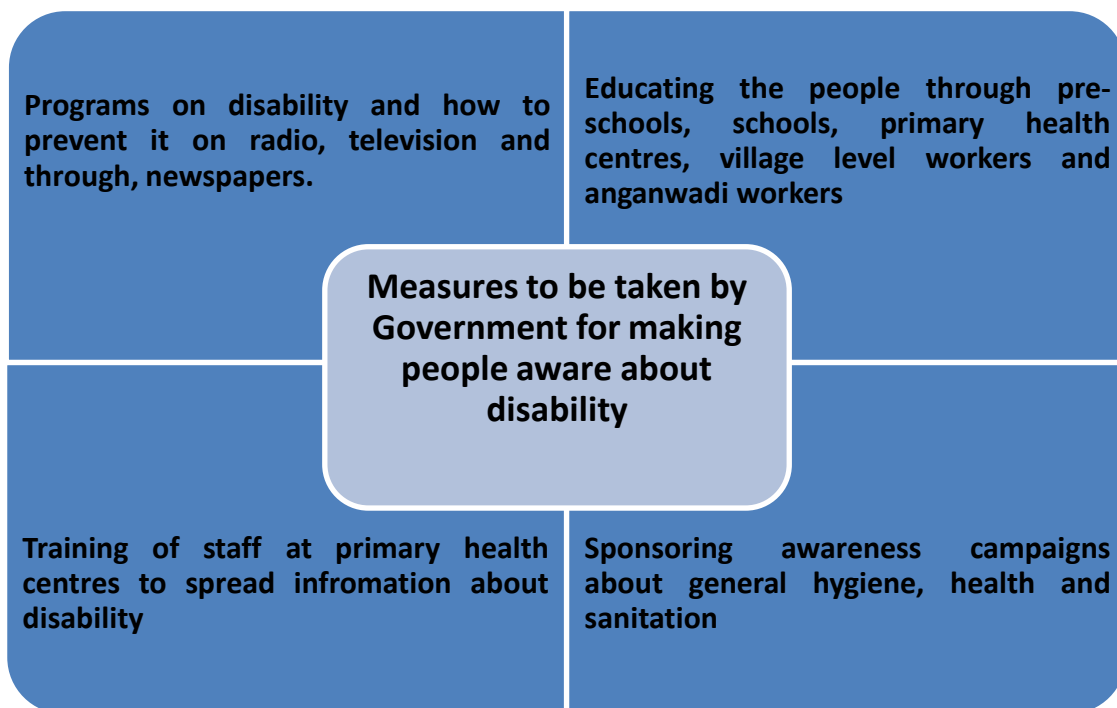 Programs on disability and how to
prevent it on radio, television and
through, newspapers.
Educating the people through pre-
schools, schools, primary health
centres, village level workers and
anganwadi workers
Measures to be taken by
Government for making
people aware about
disability
Training of staff at primary health
centres to spread infromation about
disability
Sponsoring awareness campaigns
about general hygiene, health and
sanitation